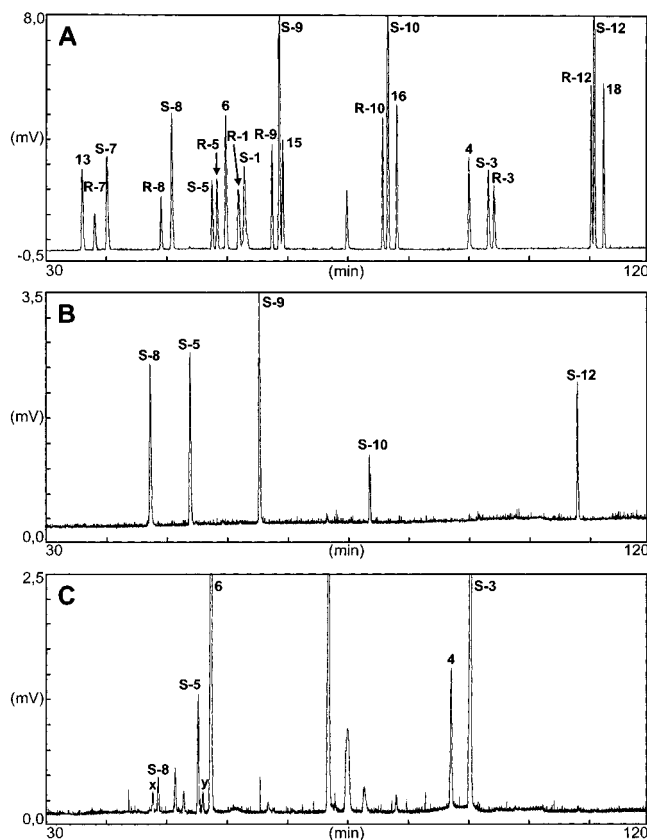 A
8,0
(mV)
-0.5
30
(min)
120
13
R-7
S-7
R-8
S-8
S-5
R-5
6
R-1
S-1
R-9
S-9
15
R-10
S-10
16
4
S-3
R-3
R-12
S-12
18
B
3.5
(mV)
0,0
30
(min)
120
S-8
S-5
S-9
S-10
S-12
C
2.5
(mV)
0,0
30
(min)
120
x
S-8
S-5
y
6
4
S-3